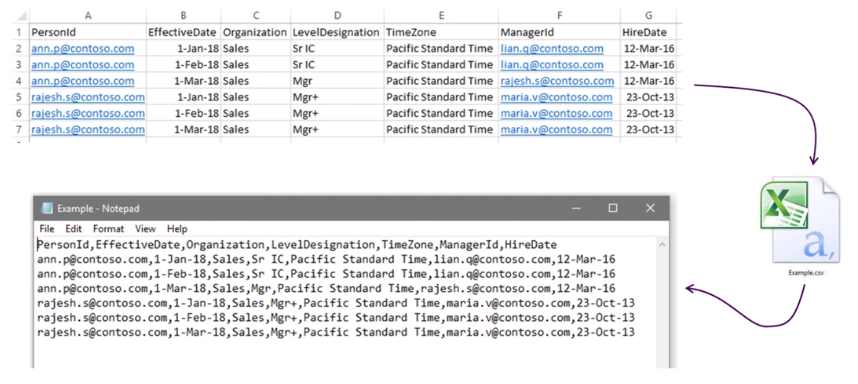 A B C D E F G
1 PersonId EffectiveDate Organization LevelDesignation TimeZone ManagerId HireDate
2 ann.p@contoso.com 1-Jan-18 Sales Sr IC Pacific Standard Time lian.q@contoso.com 12-Mar-16
3 ann.p@contoso.com 1-Feb-18 Sales Sr IC Pacific Standard Time lian.q@contoso.com 12-Mar-16
4 ann.p@contoso.com 1-Mar-18 Sales Mgr Pacific Standard Time rajesh.s@contoso.com 12-Mar-16
5 rajesh.s@contoso.com 1-Jan-18 Sales Mgr+ Pacific Standard Time maria.v@contoso.com 23-Oct-13
6 rajesh.s@contoso.com 1-Feb-18 Sales Mgr+ Pacific Standard Time maria.v@contoso.com 23-Oct-13
7 rajesh.s@contoso.com 1-Mar-18 Sales Mgr+ Pacific Standard Time maria.v@contoso.com 23-Oct-13
X
a,
Example.csv
Example - Notepad
File Edit Format View Help
PersonId,EffectiveDate,Organization,LevelDesignation,TimeZone,ManagerId,HireDate
ann.p@contoso.com,1-Jan-18,Sales,Sr IC,Pacific Standard Time,lian.q@contoso.com,12-Mar-16
ann.p@contoso.com,1-Feb-18,Sales,Sr IC,Pacific Standard Time,lian.q@contoso.com,12-Mar-16
ann.p@contoso.com,1-Mar-18,Sales,Mgr,Pacific Standard Time,rajesh.s@contoso.com,12-Mar-16
rajesh.s@contoso.com,1-Jan-18,Sales,Mgr+,Pacific Standard Time,maria.v@contoso.com,23-Oct-13
rajesh.s@contoso.com,1-Feb-18,Sales,Mgr+,Pacific Standard Time,maria.v@contoso.com,23-Oct-13
rajesh.s@contoso.com,1-Mar-18,Sales,Mgr+,Pacific Standard Time,maria.v@contoso.com,23-Oct-13